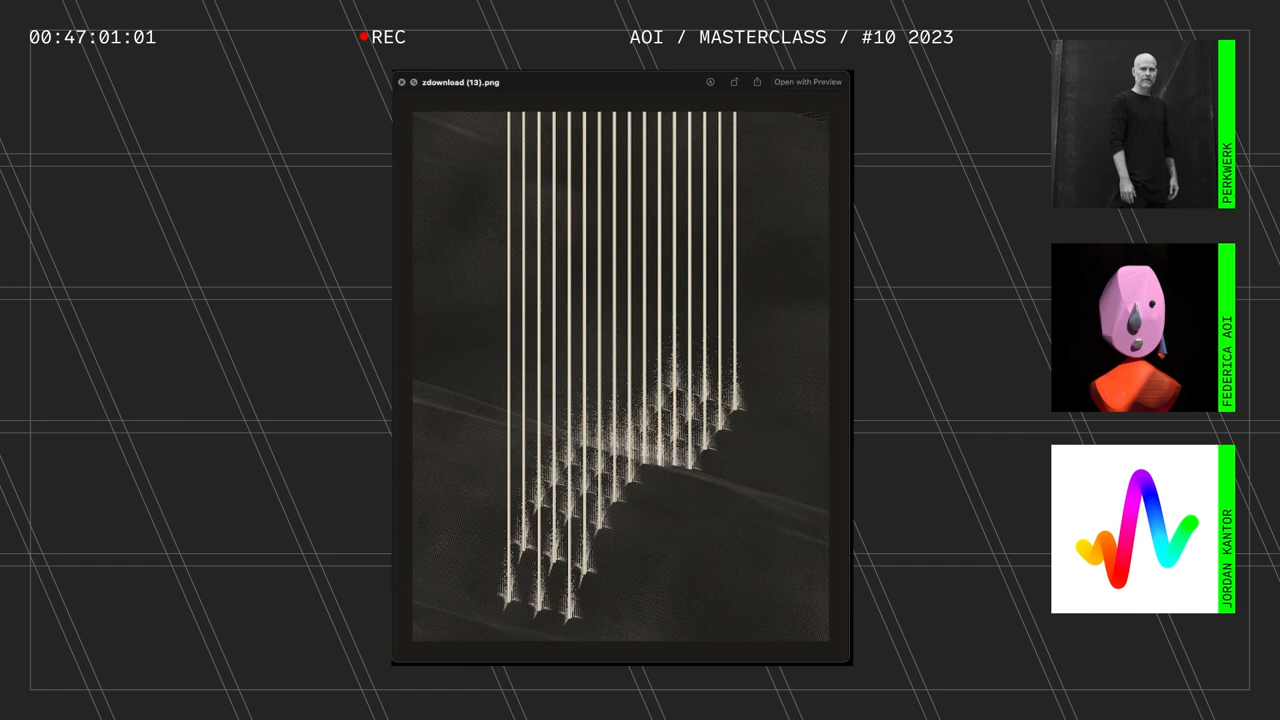 00:47:01:01
REC
AOI / MASTERCLASS / #10 2023
zdownload (13).png
Open with Preview
PERKWERK
FEDERICA AOI
JORDAN KANTOR